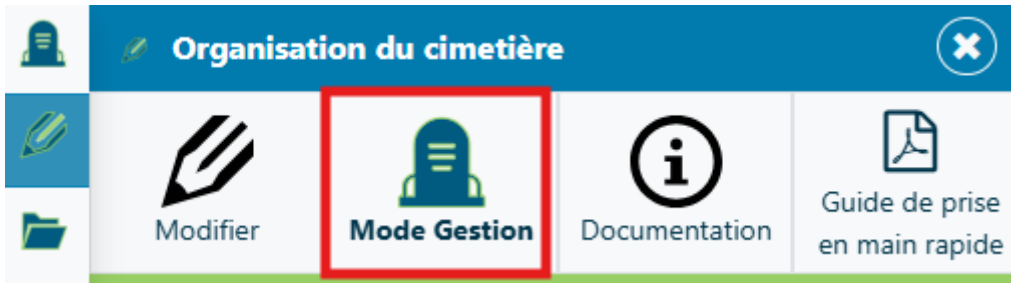 Organisation du cimetière
Modifier
Mode Gestion
Documentation
Guide de prise
en main rapide